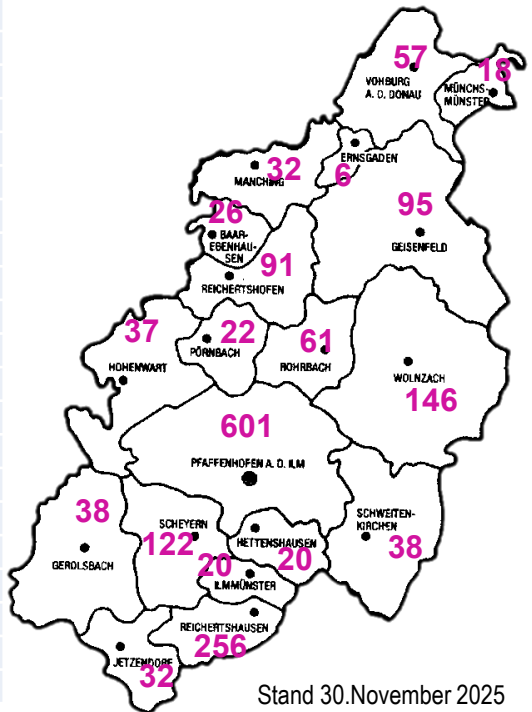 57
VOHBURG
A. D. DONAU
18
MÜNCHS-
MÜNSTER
ERNSGADEN
6
32
MANCHING
26
BAAR-
EBENHAU-
SEN
95
GEISENFELD
91
REICHERTSHOFEN
37
HOHENWART
22
PÖRNBACH
61
ROHRBACH
WOLNZACH
146
601
PFAFFENHOFEN A. D. ILM
38
GEROLSBACH
SCHEYERN
122
HETTENSHAUSEN
20
SCHWEITEN-
KIRCHEN
38
20
ILMMÜNSTER
REICHERTSHAUSEN
256
JETZENDORF
32
Stand 30.November 2025